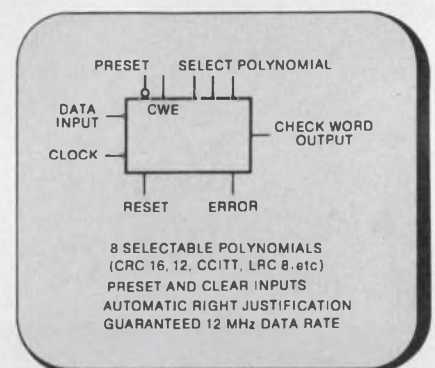 PRESET SELECT POLYNOMIAL
CWE
DATA
INPUT
CHECK WORD
OUTPUT
CLOCK
RESET ERROR
8 SELECTABLE POLYNOMIALS
(CRC 16, 12, CCITT, LRC 8, etc)
PRESET AND CLEAR INPUTS
AUTOMATIC RIGHT JUSTIFICATION
GUARANTEED 12 MHz DATA RATE